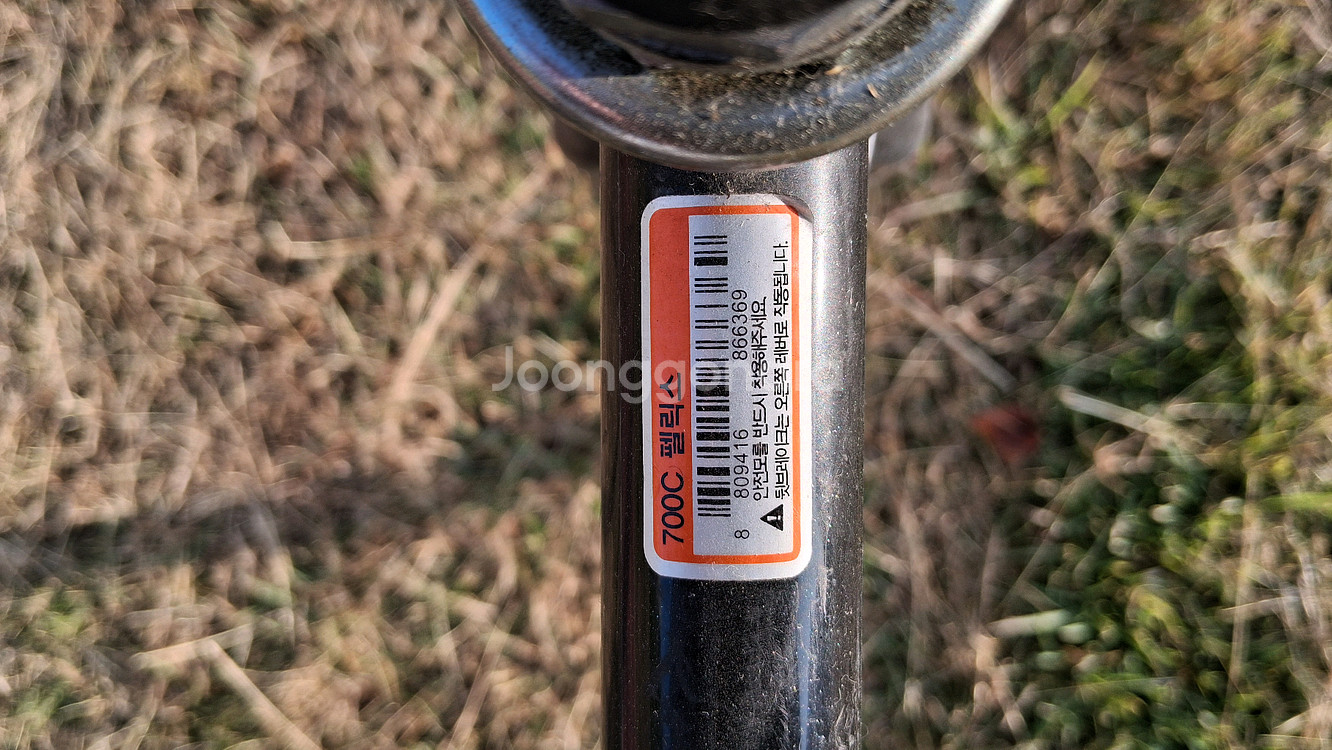 700C 펠릭스
8 809416 866369
안전모를 반드시 착용해주세요.
뒷브레이크는 오른쪽 레버로 작동됩니다.